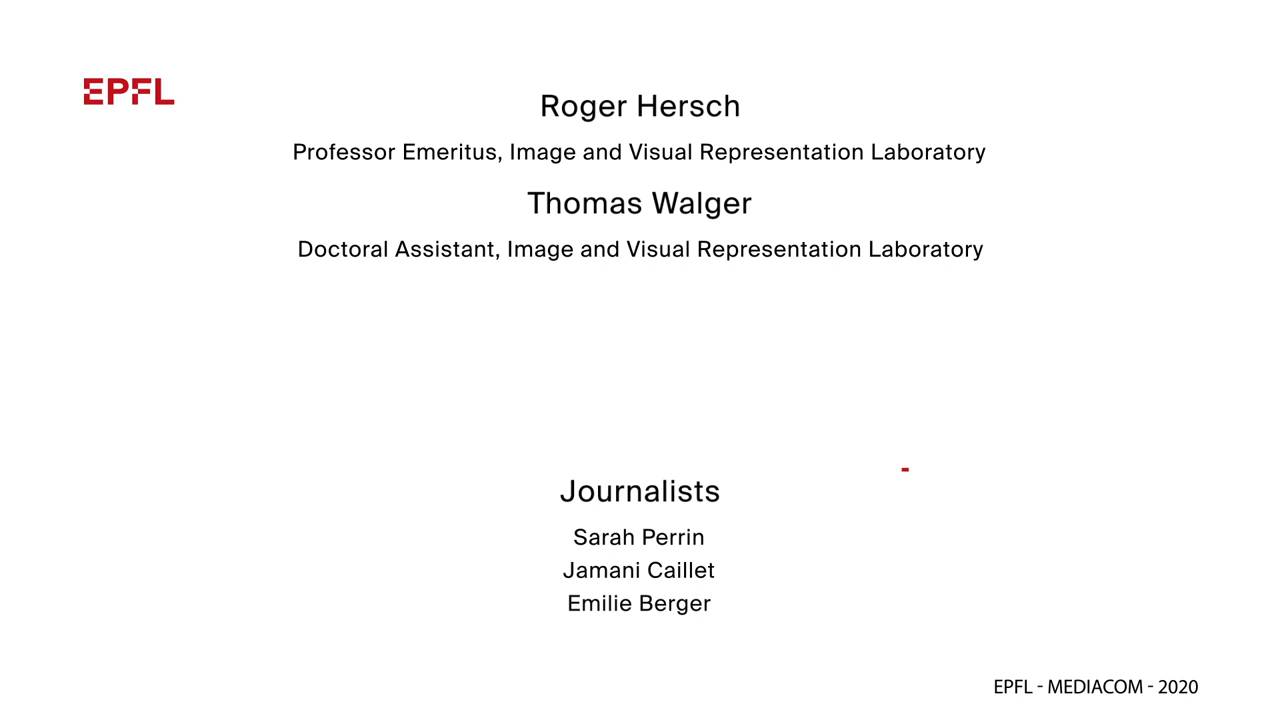 EPFL
Roger Hersch
Professor Emeritus, Image and Visual Representation Laboratory
Thomas Walger
Doctoral Assistant, Image and Visual Representation Laboratory
Journalists
Sarah Perrin
Jamani Caillet
Emilie Berger
EPFL - MEDIACOM - 2020